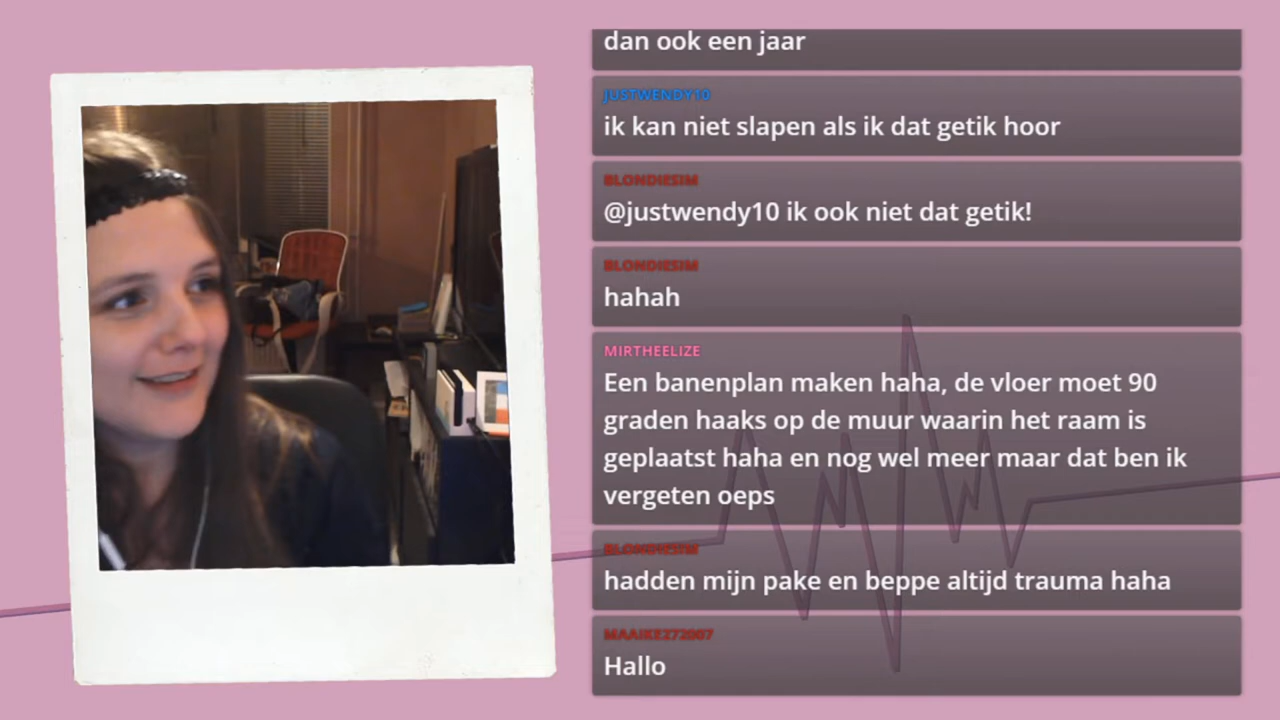 dan ook een jaar
JUSTWENDY10
ik kan niet slapen als ik dat getik hoor
BLONDIESIM
@justwendy10 ik ook niet dat getik!
BLONDIESIM
hahah
MIRTHEELIZE
Een banenplan maken haha, de vloer moet 90
graden haaks op de muur waarin het raam is
geplaatst haha en nog wel meer maar dat ben ik
vergeten oeps
BLONDIESIM
hadden mijn pake en beppe altijd trauma haha
MAAIKE272007
Hallo